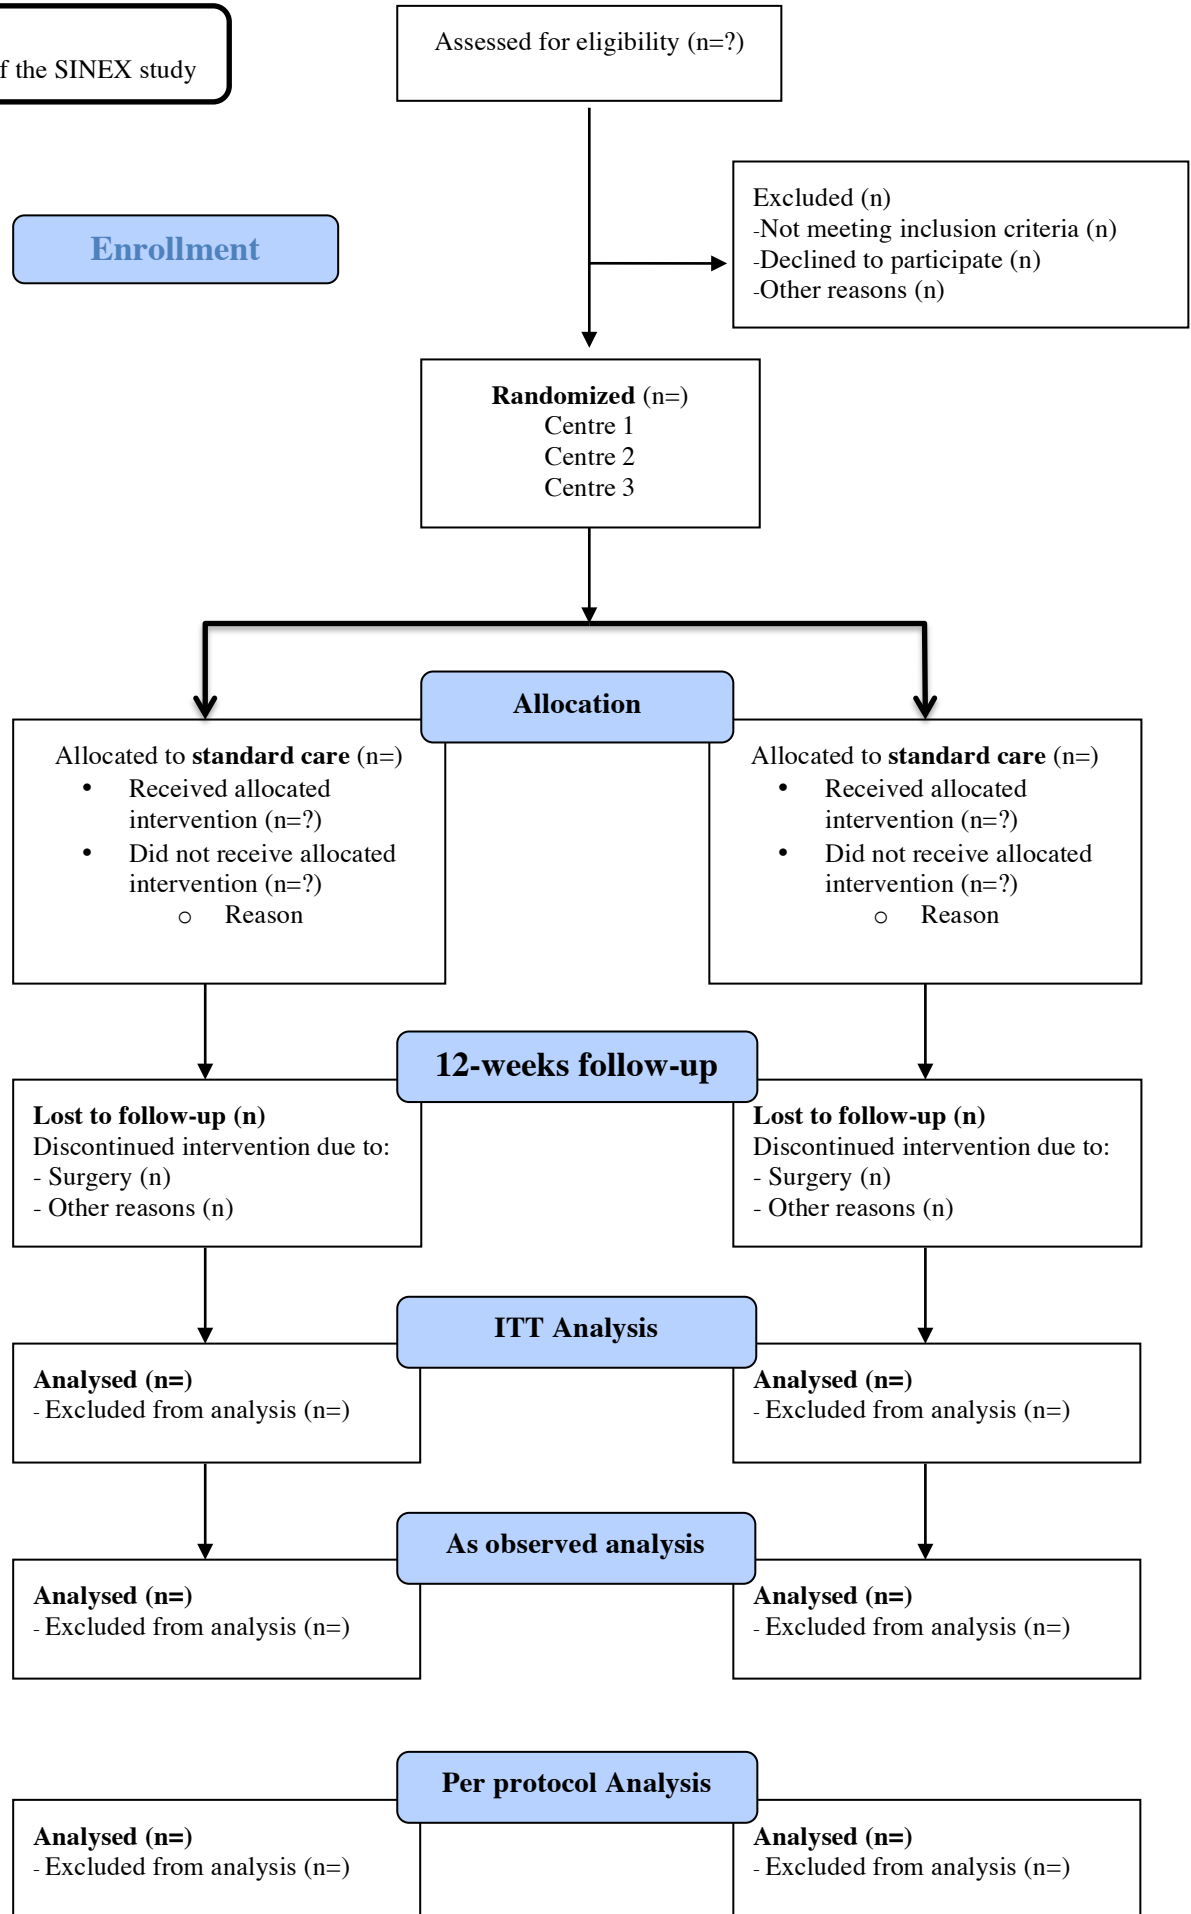 of the SINEX study
Assessed for eligibility (n=?)
Excluded (n)
-Not meeting inclusion criteria (n)
-Declined to participate (n)
-Other reasons (n)
Enrollment
Randomized (n=)
Centre 1
Centre 2
Centre 3
Allocation
Allocated to standard care (n=)
• Received allocated
intervention (n=?)
• Did not receive allocated
intervention (n=?)
o Reason
Allocated to standard care (n=)
• Received allocated
intervention (n=?)
• Did not receive allocated
intervention (n=?)
o Reason
12-weeks follow-up
Lost to follow-up (n)
Discontinued intervention due to:
- Surgery (n)
- Other reasons (n)
Lost to follow-up (n)
Discontinued intervention due to:
- Surgery (n)
- Other reasons (n)
ITT Analysis
Analysed (n=)
- Excluded from analysis (n=)
Analysed (n=)
- Excluded from analysis (n=)
As observed analysis
Analysed (n=)
- Excluded from analysis (n=)
Analysed (n=)
- Excluded from analysis (n=)
Per protocol Analysis
Analysed (n=)
- Excluded from analysis (n=)
Analysed (n=)
- Excluded from analysis (n=)